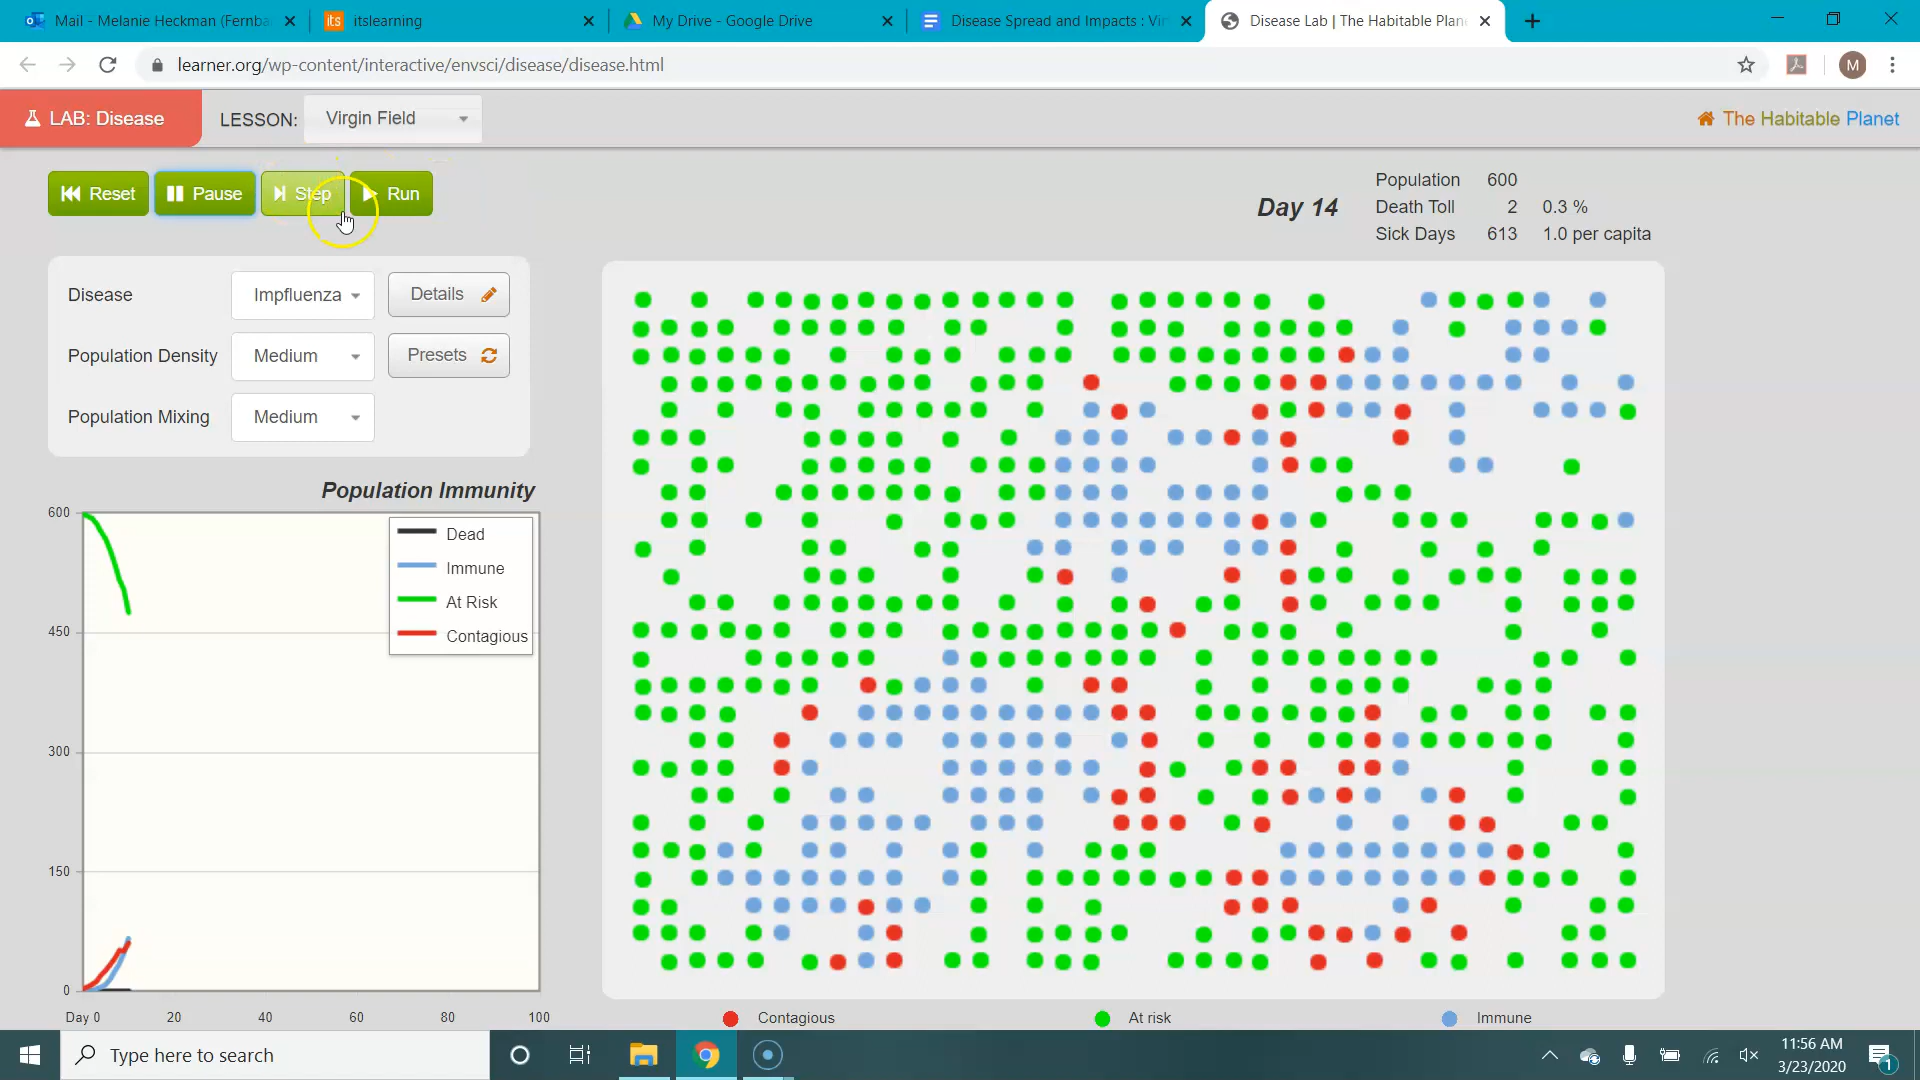 Mail - Melanie Heckman (Fernba
itslearning
My Drive - Google Drive
Disease Spread and Impacts : Vir
Disease Lab | The Habitable Plan
learner.org/wp-content/interactive/envsci/disease/disease.html
M
LAB: Disease
LESSON:
Virgin Field
The Habitable Planet
Reset
Pause
Step
Run
Day 14
Population 600
Death Toll 2 0.3 %
Sick Days 613 1.0 per capita
Disease
Impfluenza
Details
Population Density
Medium
Presets
Population Mixing
Medium
Population Immunity
600
450
300
150
0
Dead
Immune
At Risk
Contagious
Day 0 20 40 60 80 100
Contagious
At risk
Immune
Type here to search
11:56 AM
3/23/2020
1